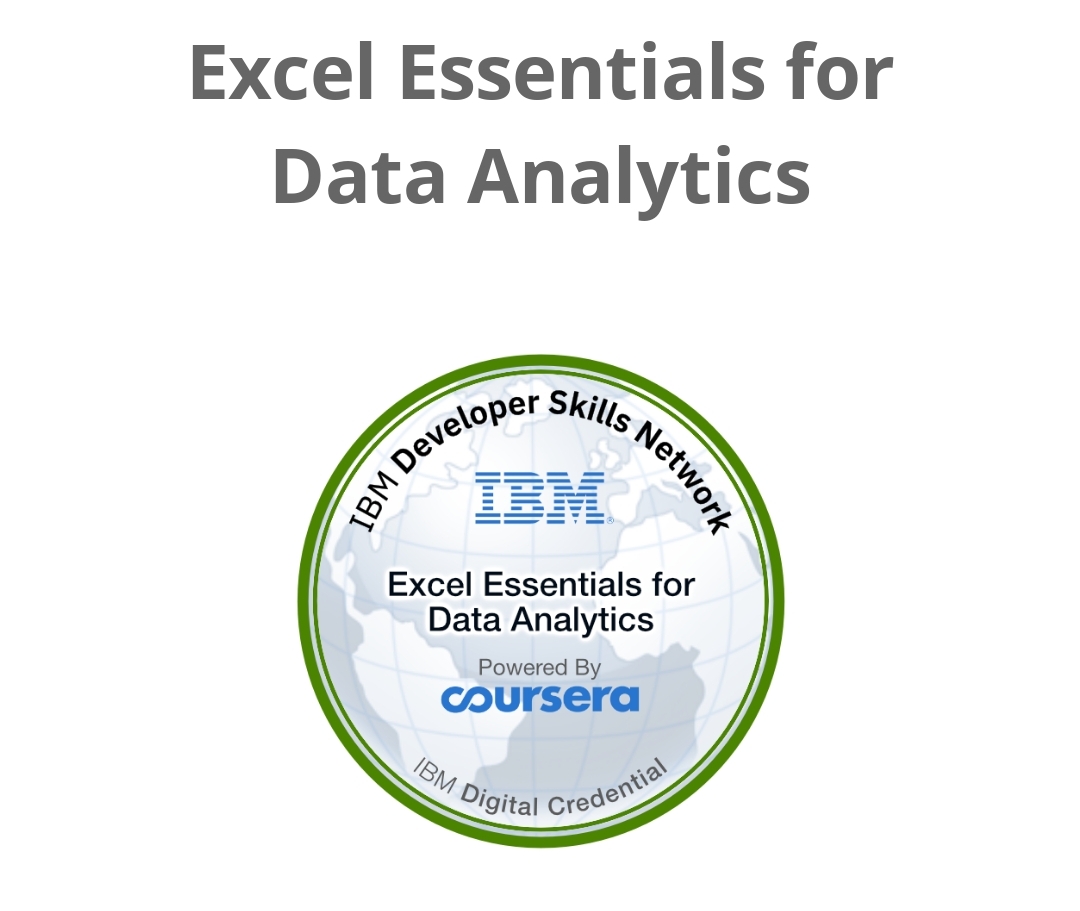 Excel Essentials for
Data Analytics
IBM Developer Skills Network
IBM®
Excel Essentials for
Data Analytics
Powered By
coursera
IBM Digital Credential